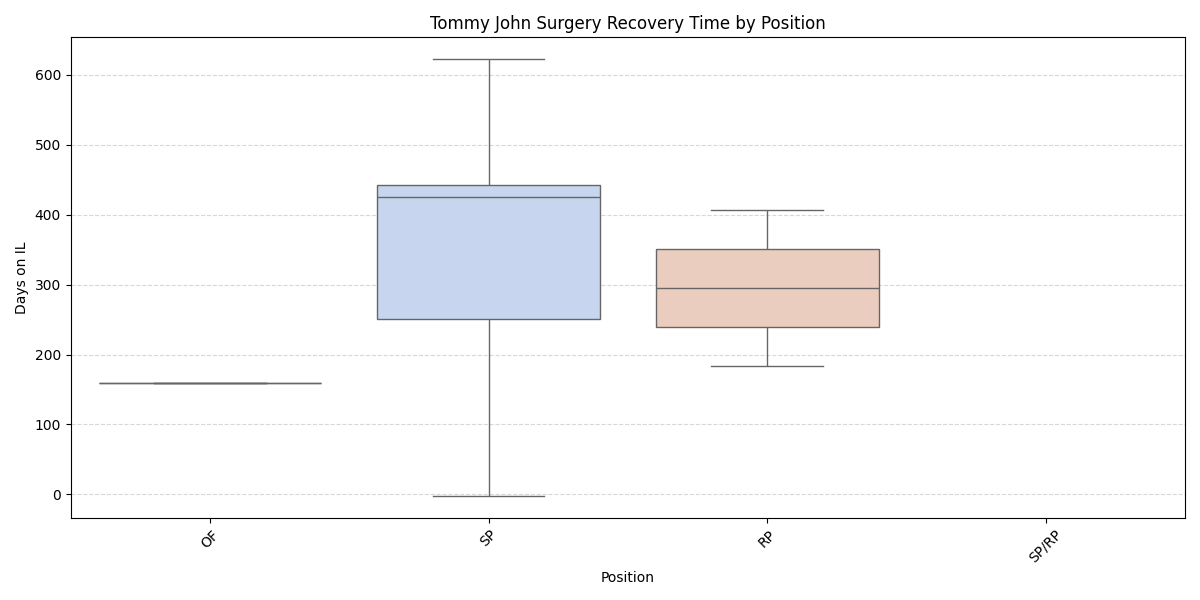 Tommy John Surgery Recovery Time by Position
Days on IL
600
500
400
300
200
100
0
OF
SP
RP
SP/RP
Position